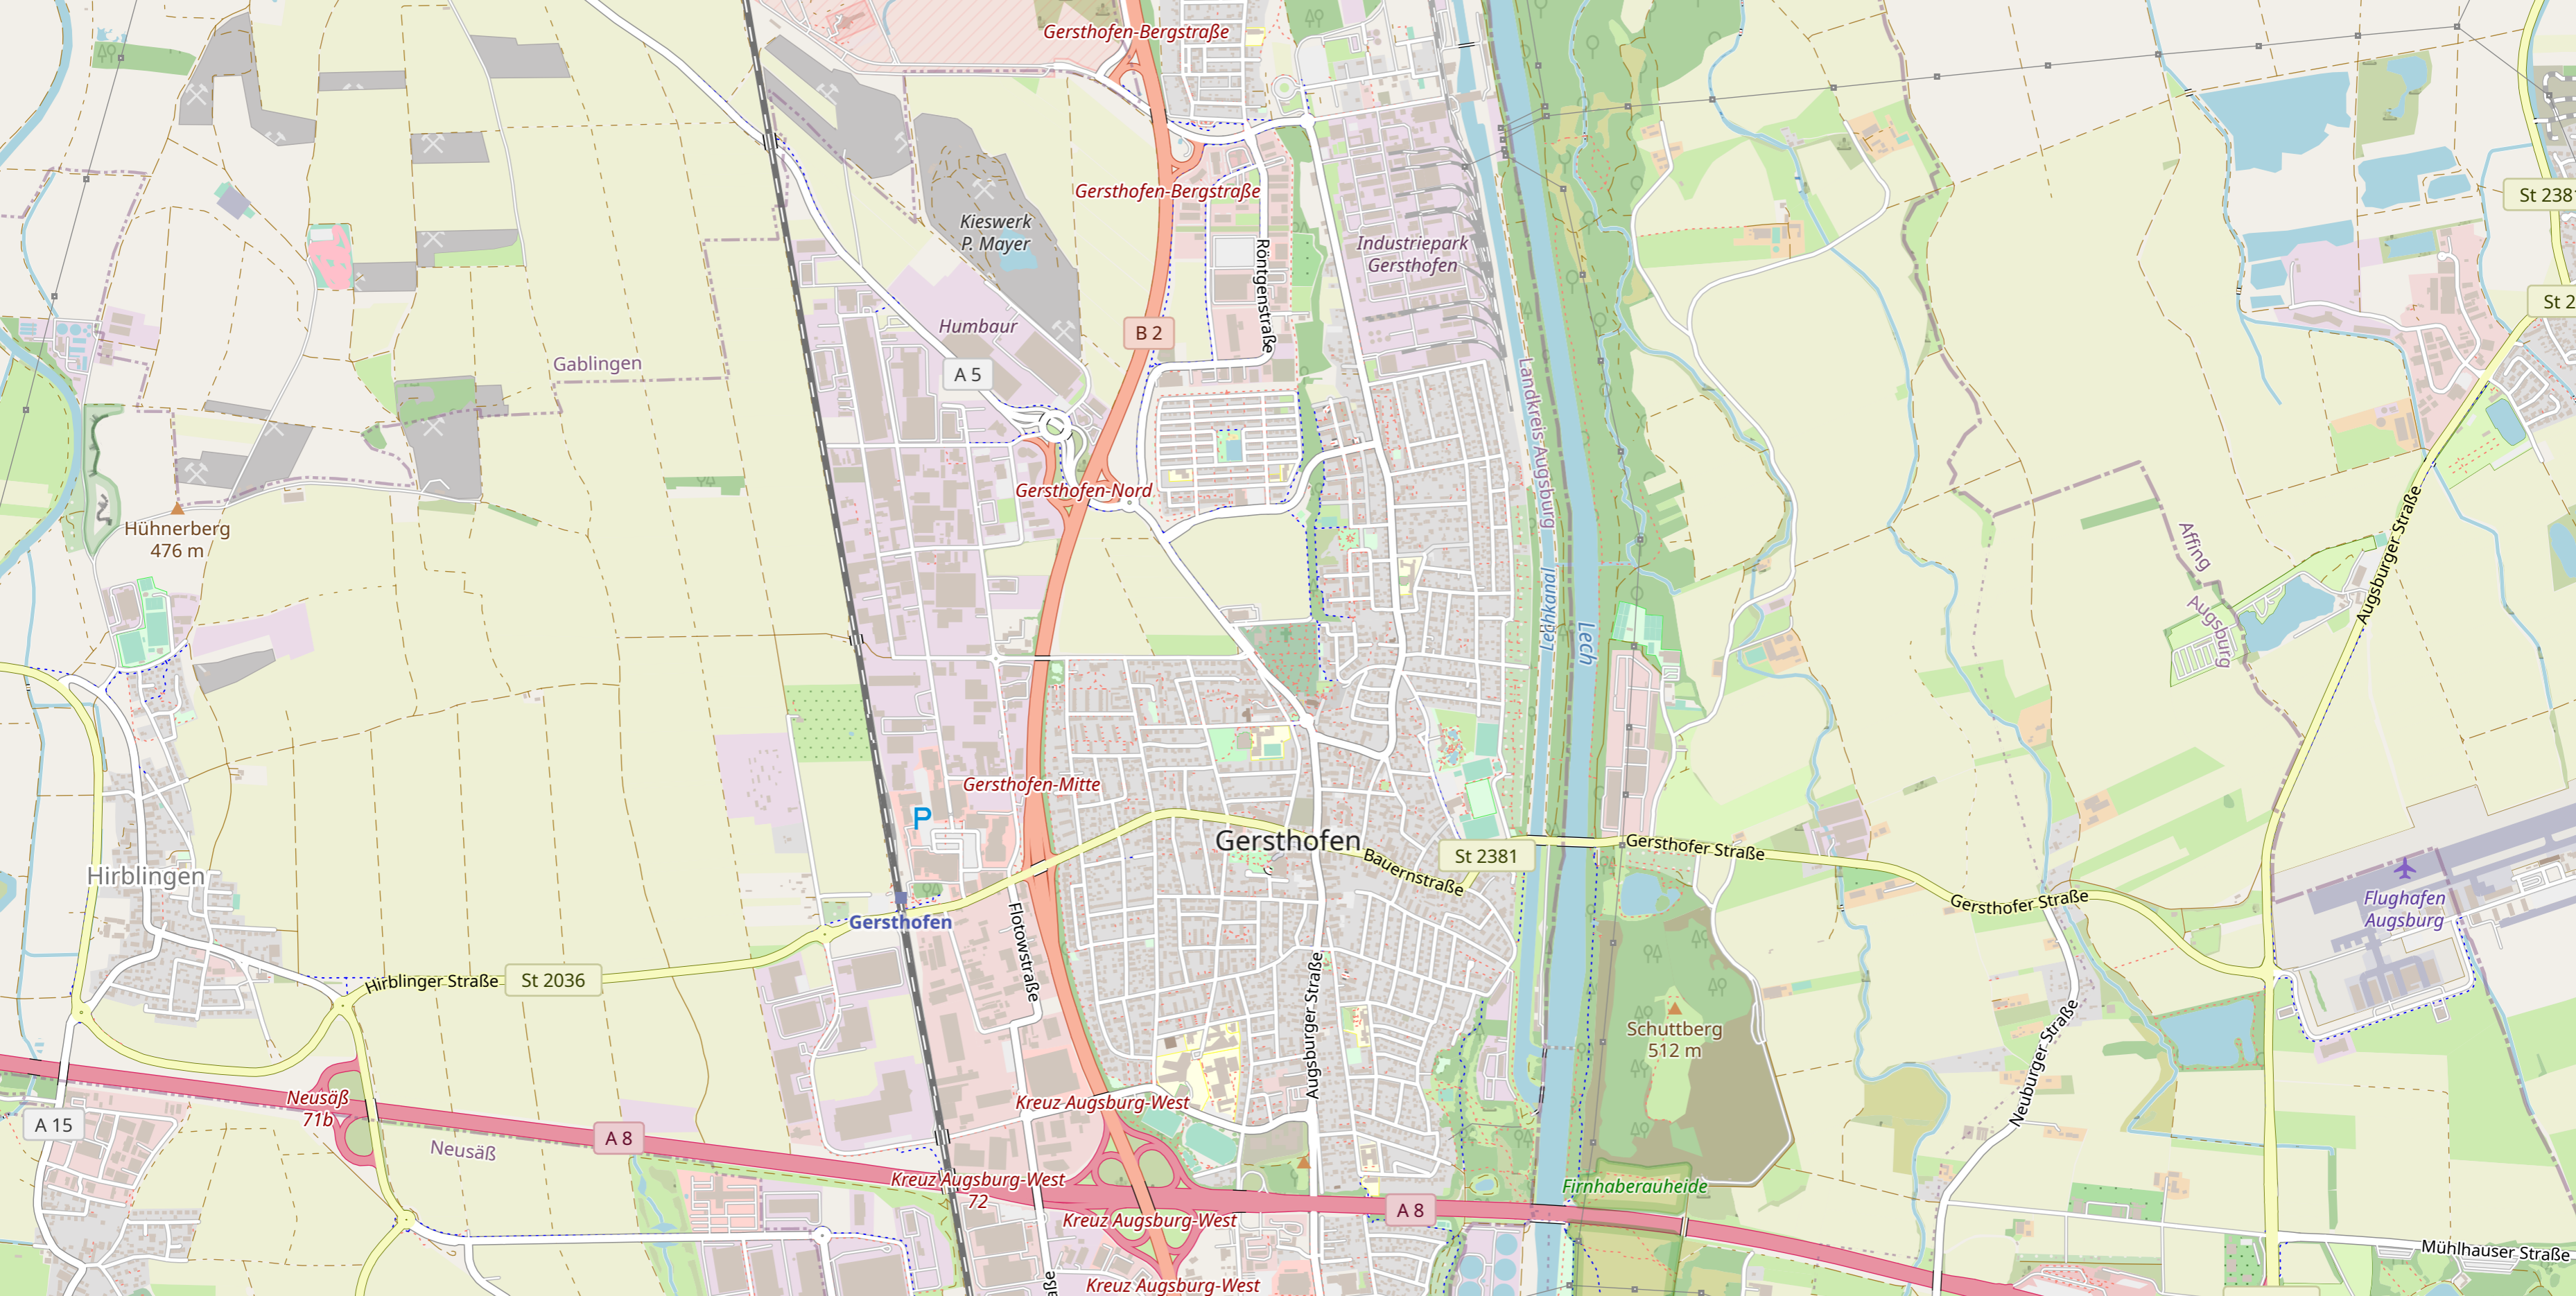 Gersthofen-Bergstraße
Gersthofen-Bergstraße
St 238
Kieswerk
P. Mayer
Industriepark
Gersthofen
Röntgenstraße
St 2
Humbaur
B 2
Gablingen
A 5
Landkreis Augsburg
Gersthofen-Nord
Hühnerberg
476 m
Augsburger Straße
Affing
Augsburg
Lechkanal
Lech
Gersthofen-Mitte
P
Gersthofen
Bauernstraße
St 2381
Gersthofer Straße
Hirblingen
Gersthofen
Gersthofer Straße
Flughafen
Augsburg
Flotowstraße
Hirblinger Straße
St 2036
Augsburger Straße
Schuttberg
512 m
Neuburger Straße
Neusäß
71b
Kreuz Augsburg-West
A 15
A 8
Neusäß
Kreuz Augsburg-West
72
Firnhaberauheide
A 8
Kreuz Augsburg-West
Mühlhauser Straße
Kreuz Augsburg-West